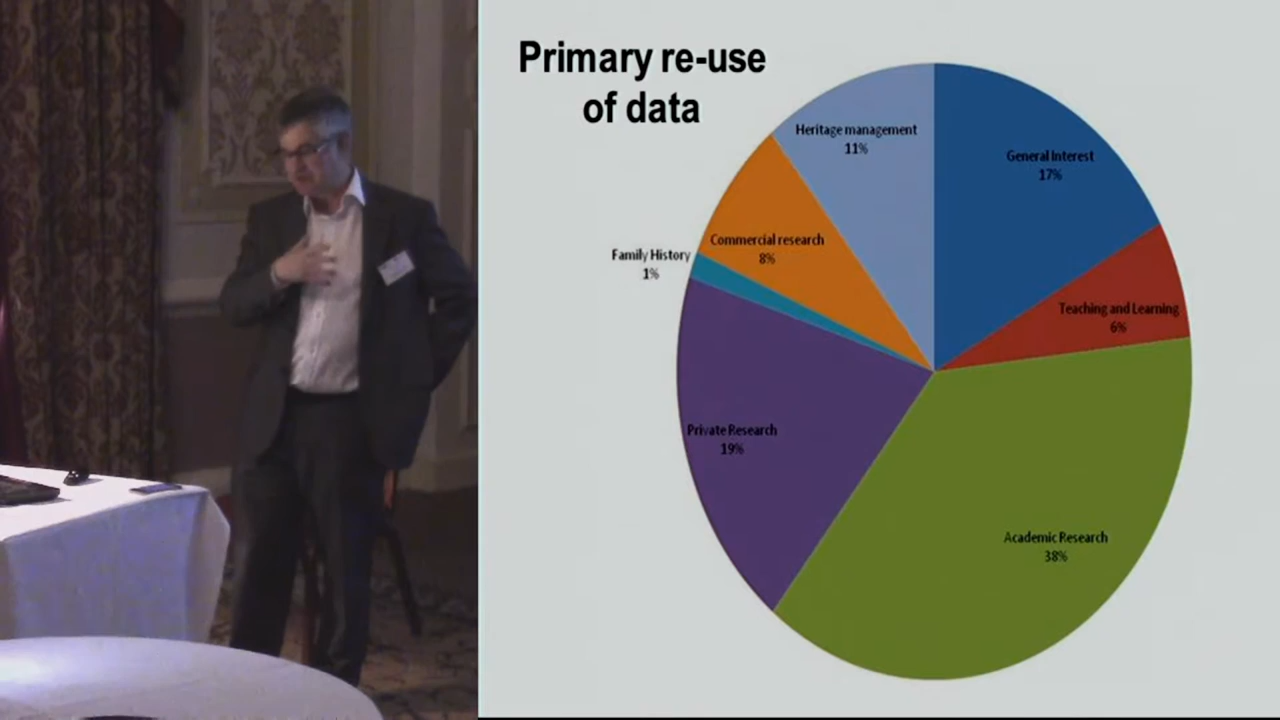 Primary re-use
of data
Heritage management
11%
General Interest
17%
Commercial research
8%
Family History
1%
Teaching and Learning
6%
Private Research
19%
Academic Research
38%